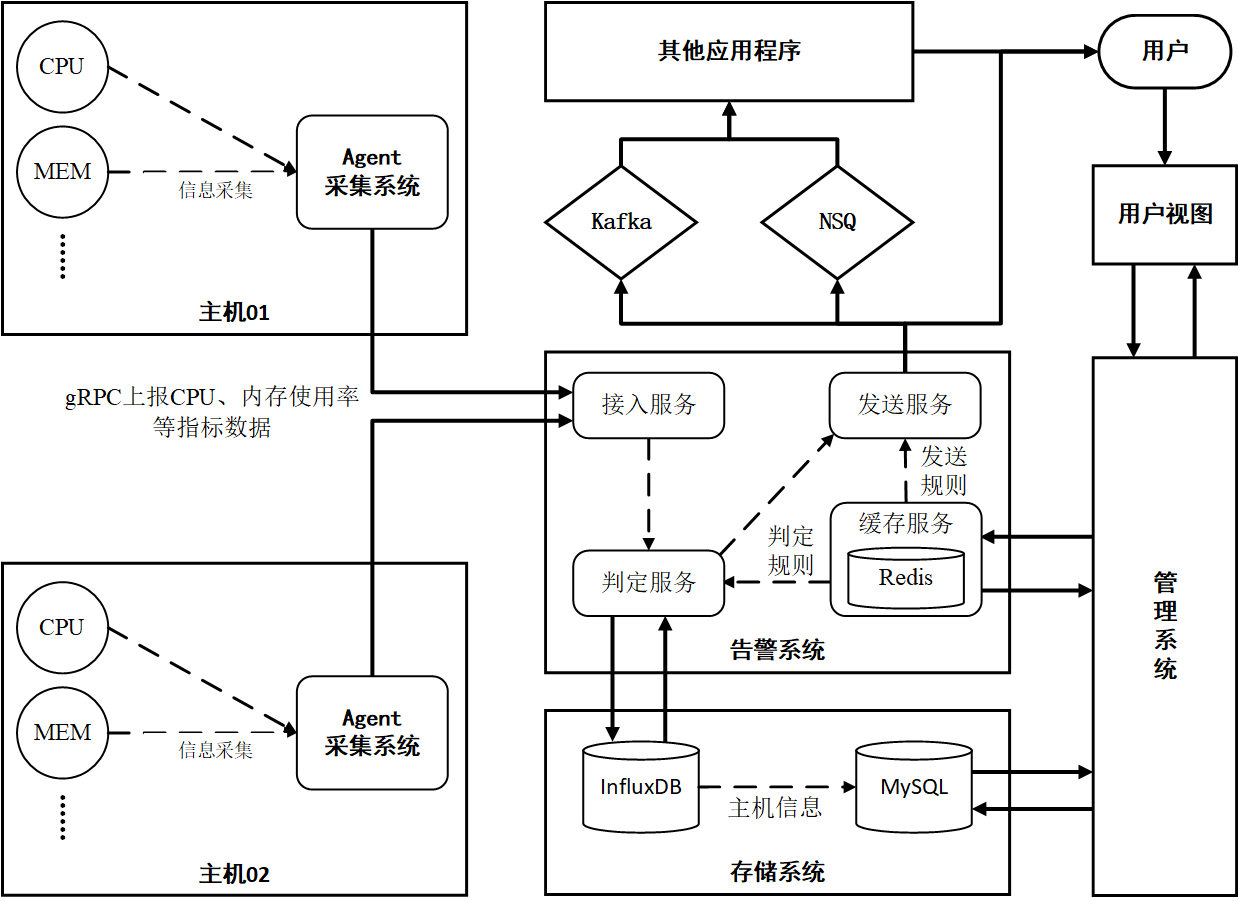 CPU
MEM
信息采集
Agent
采集系统
主机01
gRPC上报CPU、内存使用率
等指标数据
CPU
MEM
信息采集
Agent
采集系统
主机02
其他应用程序
Kafka
NSQ
用户
用户视图
接入服务
发送服务
发送
规则
缓存服务
Redis
判定
规则
判定服务
告警系统
InfluxDB
主机信息
MySQL
存储系统
管
理
系
统